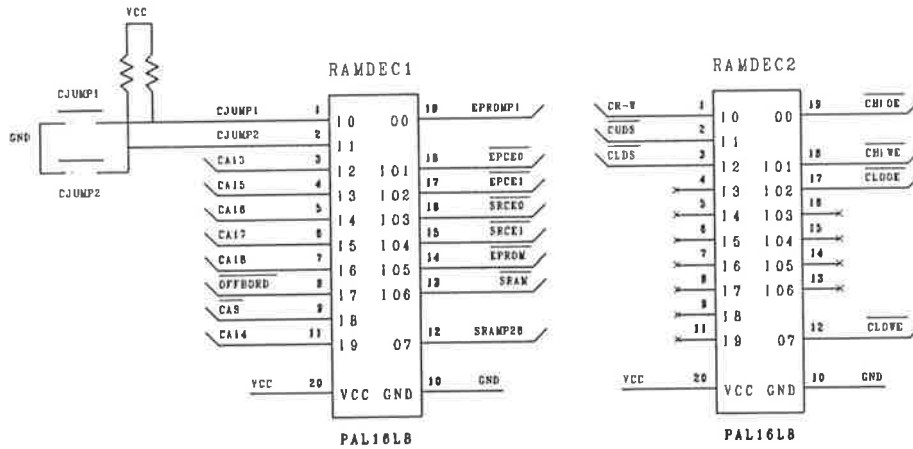 VCC
RAMDEC1
CJUMP1
GND
CJUMP2
CJUMP1 1 I0 O0 19 EPROMP1
CJUMP2 2 I1
CA13 3 I2 IO1 18 EPCE0
CA15 4 I3 IO2 17 EPCE1
CA16 5 I4 IO3 16 SRCE0
CA17 6 I5 IO4 15 SRCE1
CA18 7 I6 IO5 14 EPROM
OFFBORD 8 I7 IO6 13 SRAM
CAS 9 I8
CA14 11 I9 O7 12 SRAMP26
VCC 20 VCC GND 10 GND
PAL16L8
RAMDEC2
CR-W 1 I0 O0 19 CHIOE
CUDS 2 I1
CLDS 3 I2 IO1 18 CHIWE
4 I3 IO2 17 CLOOE
5 I4 IO3 16
6 I5 IO4 15
7 I6 IO5 14
8 I7 IO6 13
9 I8
11 I9 O7 12 CLOWE
VCC 20 VCC GND 10 GND
PAL16L8